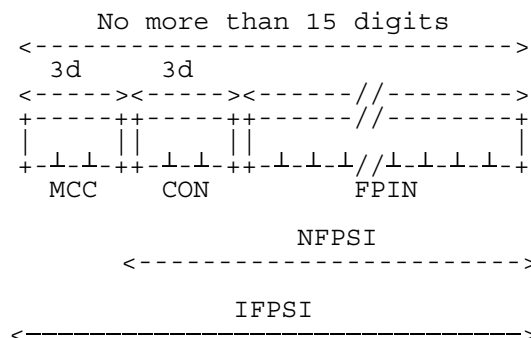 No more than 15 digits
<------------------------------->
3d 3d
<------><------><------//-------->
+-----++-----++------//--------+
| || || |
+-┴-┴-++-┴-┴-++-┴-┴-┴-//┴-┴-┴-┴-+
MCC CON FPIN
NFPSI
<------------------------>
IFPSI
<------------------------------->